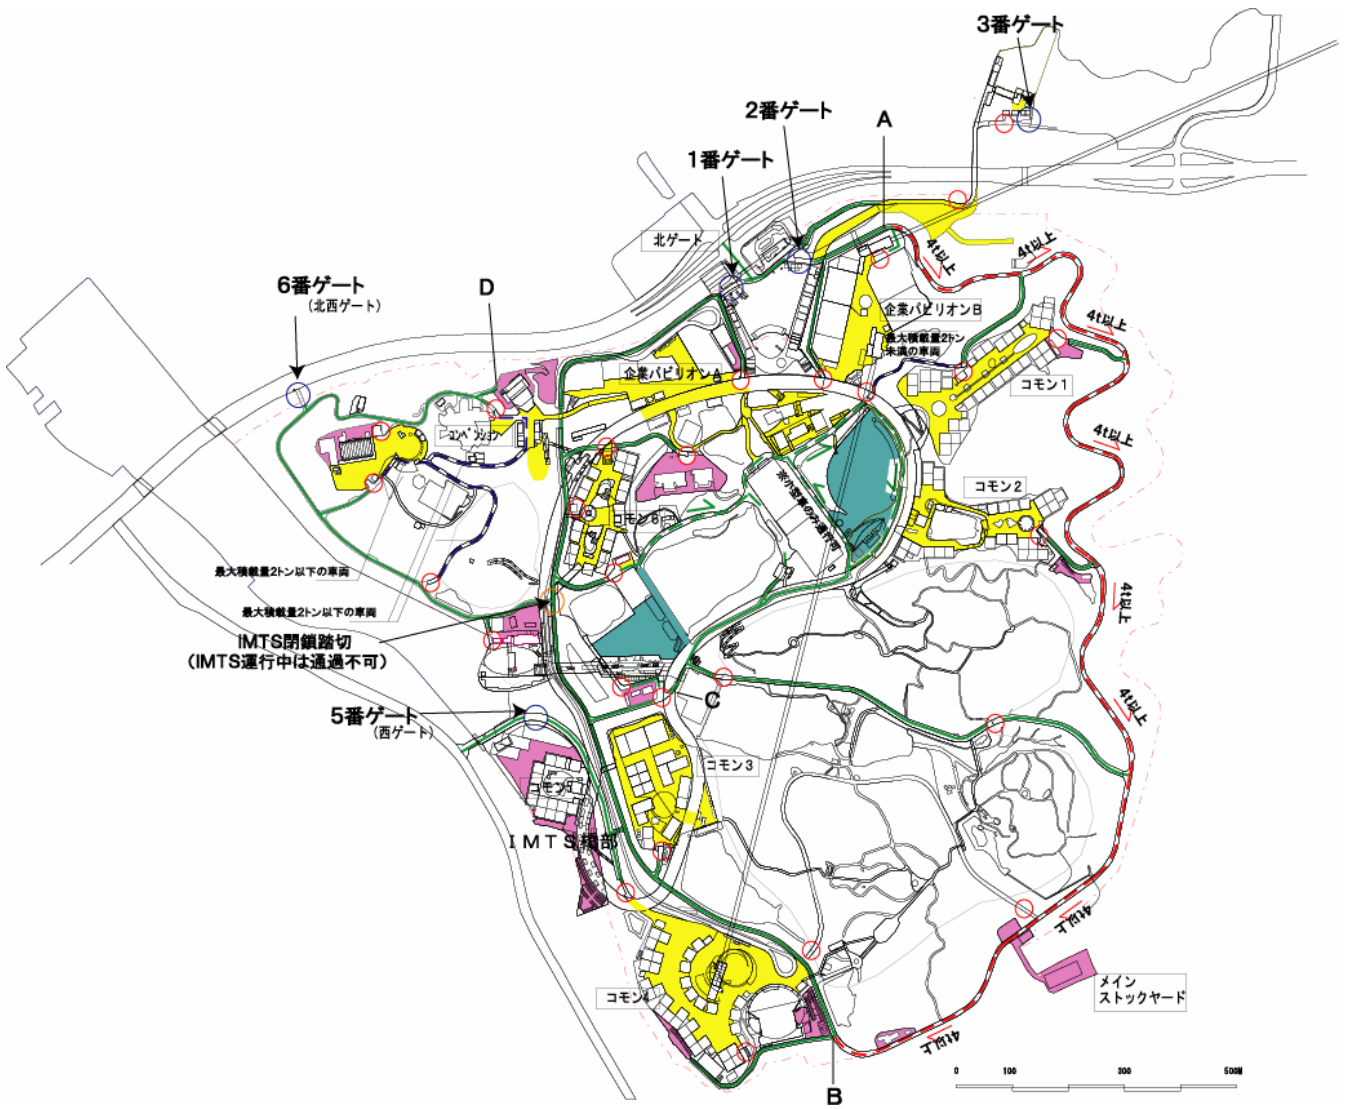 3番ゲート
2番ゲート
A
1番ゲート
北ゲート
4t以上
4t以上
6番ゲート
(北西ゲート)
D
企業パビリオンB
最大積載量2トン
未満の車両
4t以上
企業パビリオンA
コモン1
コンベンション
4t以上
コモン2
コモン6
※小型車のみ通行可
最大積載量2トン以下の車両
4t以上
最大積載量2トン以下の車両
IMTS閉鎖踏切
(IMTS運行中は通過不可)
C
4t以上
5番ゲート
(西ゲート)
コモン3
コモン5
IMTS相部
4t以上
メイン
ストックヤード
コモン4
4t以上
B
0 100 300 500M